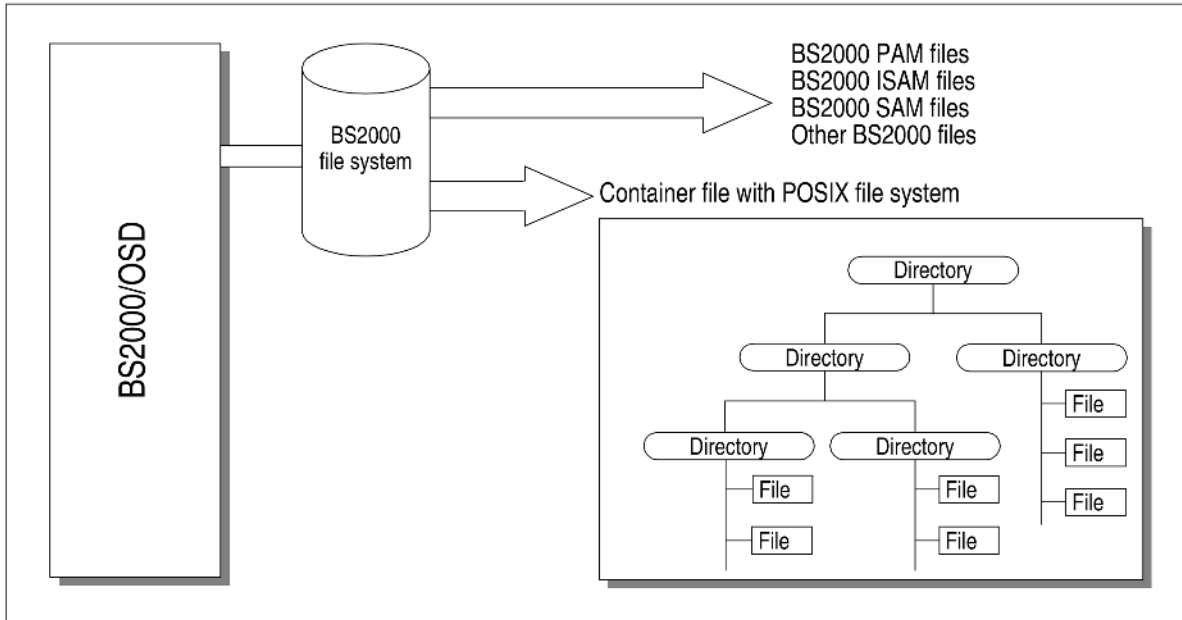 BS2000/OSD
BS2000
file system
BS2000 PAM files
BS2000 ISAM files
BS2000 SAM files
Other BS2000 files
Container file with POSIX file system
Directory
Directory
Directory
File
File
File
Directory
Directory
File
File
File
File